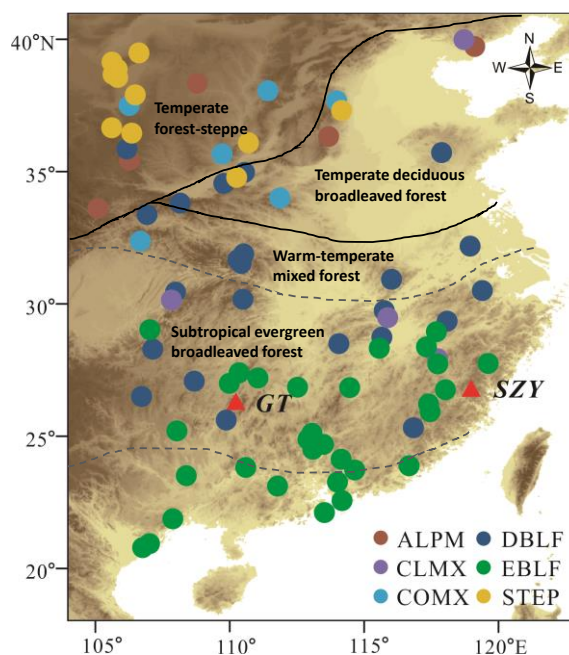 40°N
N
W E
S
Temperate
forest-steppe
35°
Temperate deciduous
broadleaved forest
Warm-temperate
mixed forest
30°
Subtropical evergreen
broadleaved forest
GT
SZY
25°
ALPM DBLF
CLMX EBLF
COMX STEP
20°
105° 110° 115° 120°E